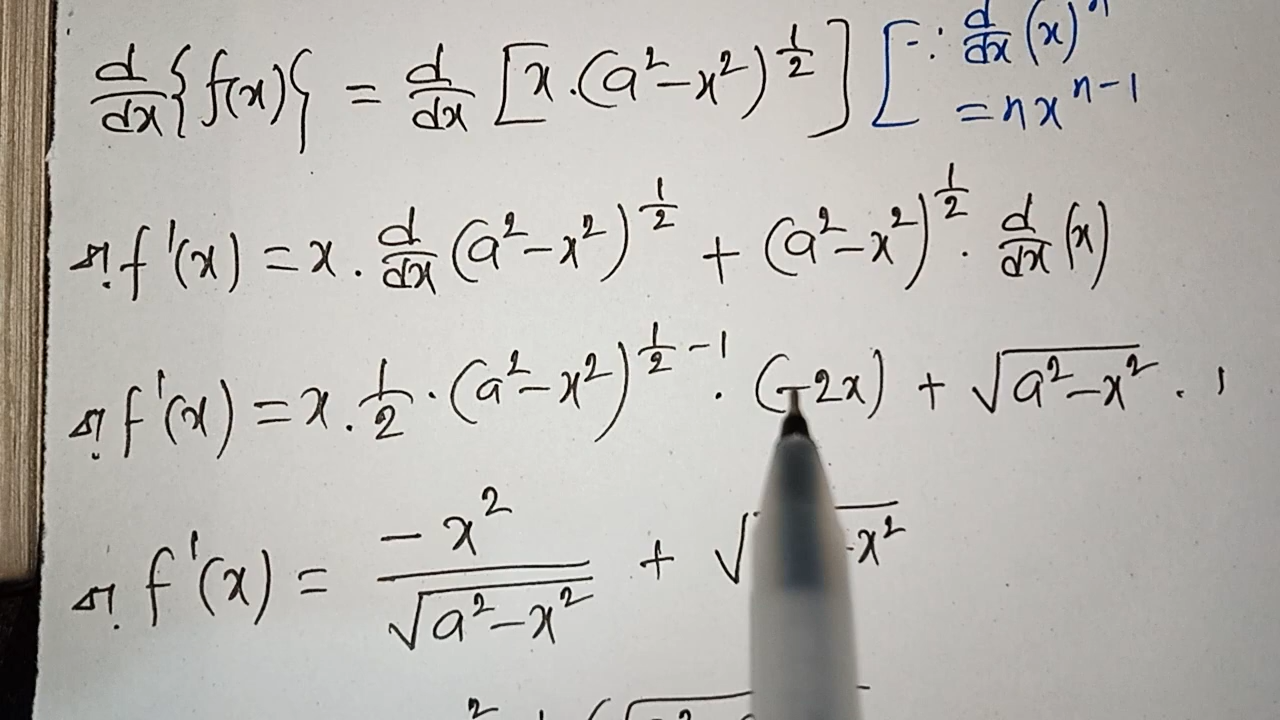 d/dx{f(x)} = d/dx [x.(a²-x²)^(1/2)] [∵ d/dx (x)ⁿ
= nx^(n-1)
বা, f'(x) = x. d/dx (a²-x²)^(1/2) + (a²-x²)^(1/2) . d/dx (x)
বা, f'(x) = x. 1/2 . (a²-x²)^(1/2 -1) . (-2x) + √(a²-x²) . 1
বা, f'(x) = -x²/√(a²-x²) + √ -x²